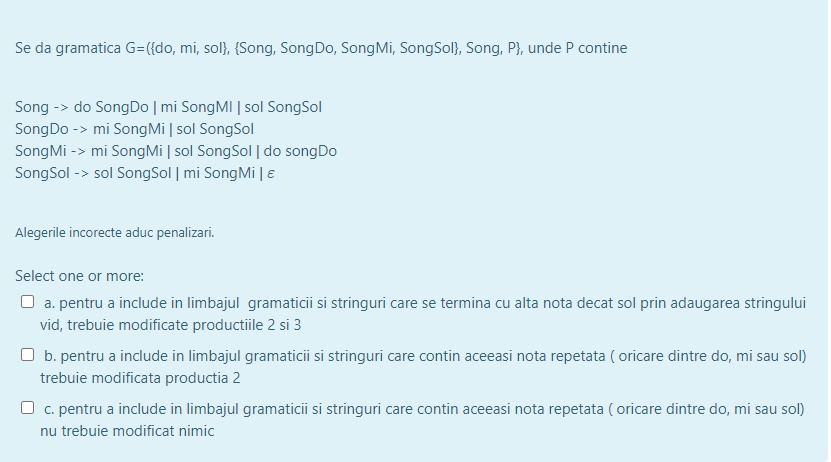 Se da gramatica G=({do, mi, sol}, {Song, SongDo, SongMi, SongSol}, Song, P}, unde P contine
Song -> do SongDo | mi SongMI | sol SongSol
SongDo -> mi SongMi | sol SongSol
SongMi -> mi SongMi | sol SongSol | do songDo
SongSol -> sol SongSol | mi SongMi | ε
Alegerile incorecte aduc penalizari.
Select one or more:
a. pentru a include in limbajul gramaticii si stringuri care se termina cu alta nota decat sol prin adaugarea stringului
vid, trebuie modificate productiile 2 si 3
b. pentru a include in limbajul gramaticii si stringuri care contin aceeasi nota repetata ( oricare dintre do, mi sau sol)
trebuie modificata productia 2
c. pentru a include in limbajul gramaticii si stringuri care contin aceeasi nota repetata ( oricare dintre do, mi sau sol)
nu trebuie modificat nimic